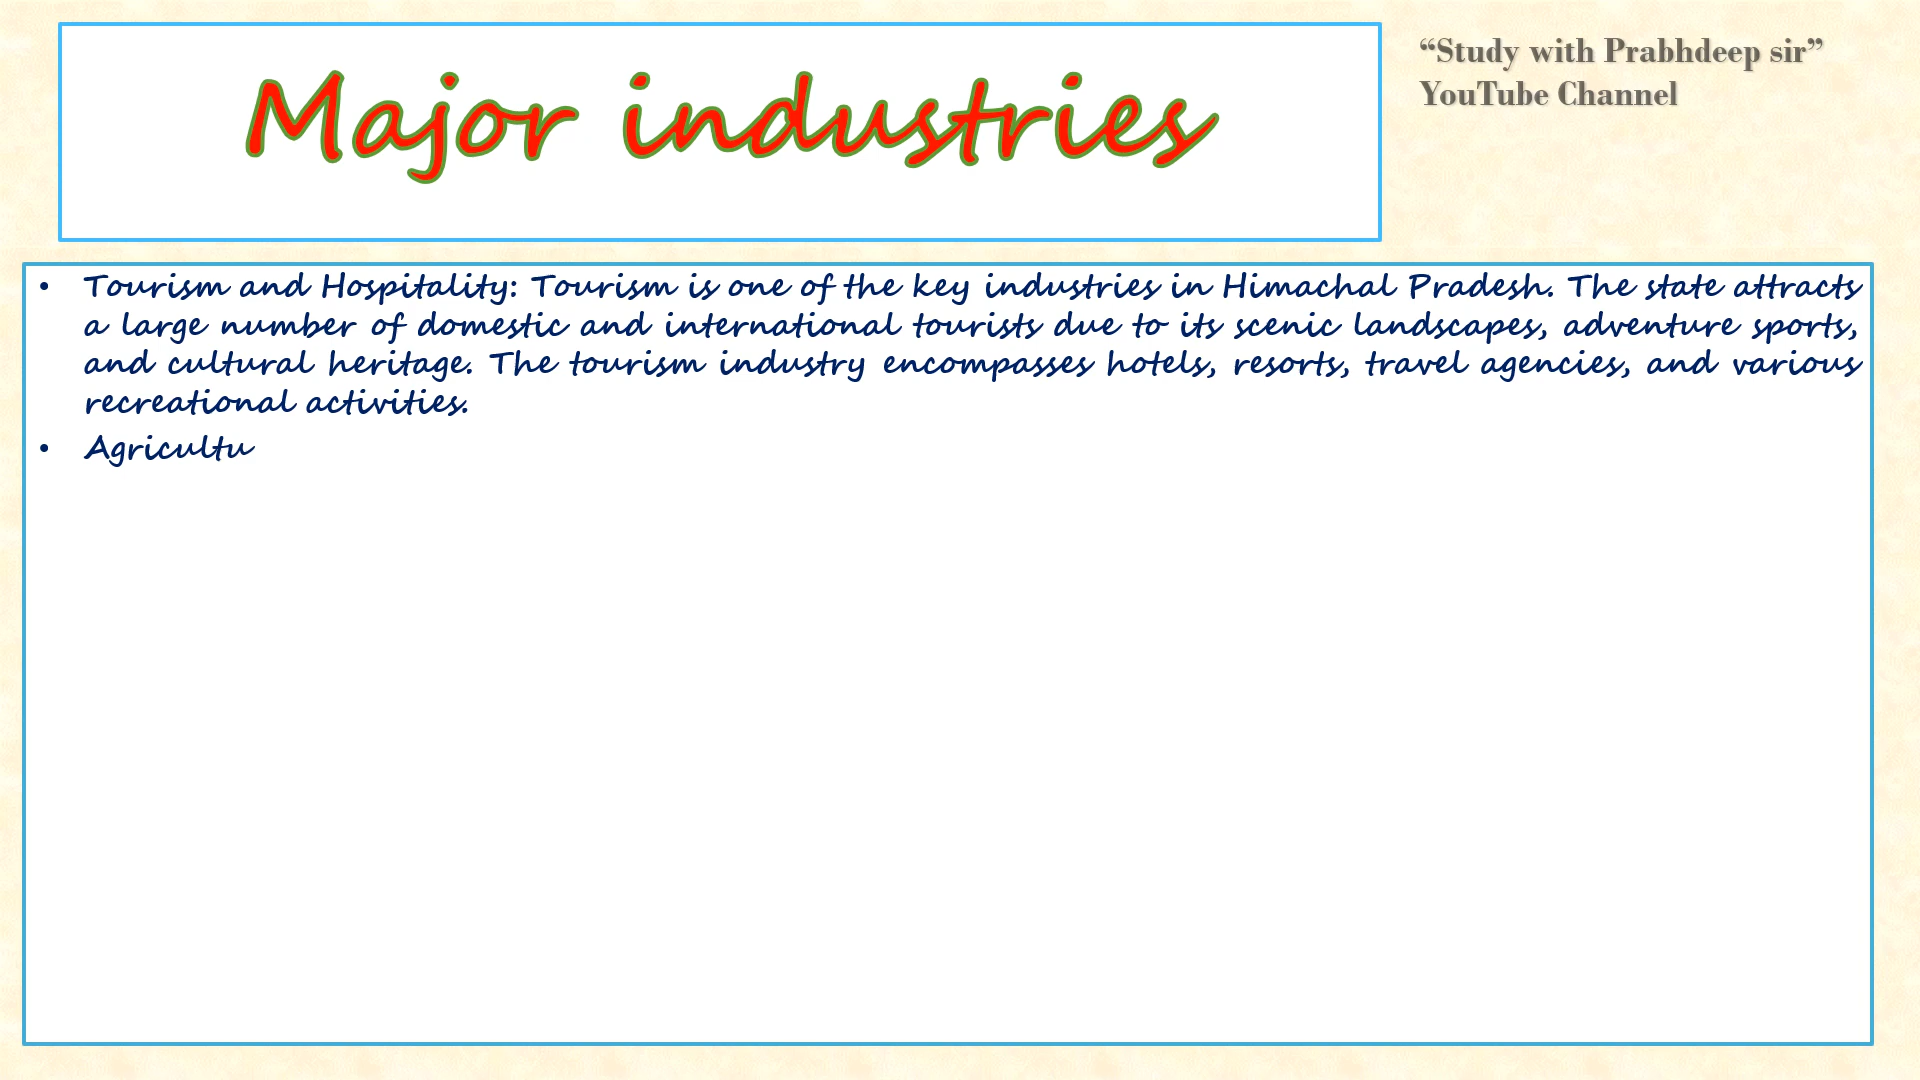 Major industries
“Study with Prabhdeep sir”
YouTube Channel
• Tourism and Hospitality: Tourism is one of the key industries in Himachal Pradesh. The state attracts
a large number of domestic and international tourists due to its scenic landscapes, adventure sports,
and cultural heritage. The tourism industry encompasses hotels, resorts, travel agencies, and various
recreational activities.
• Agricultu